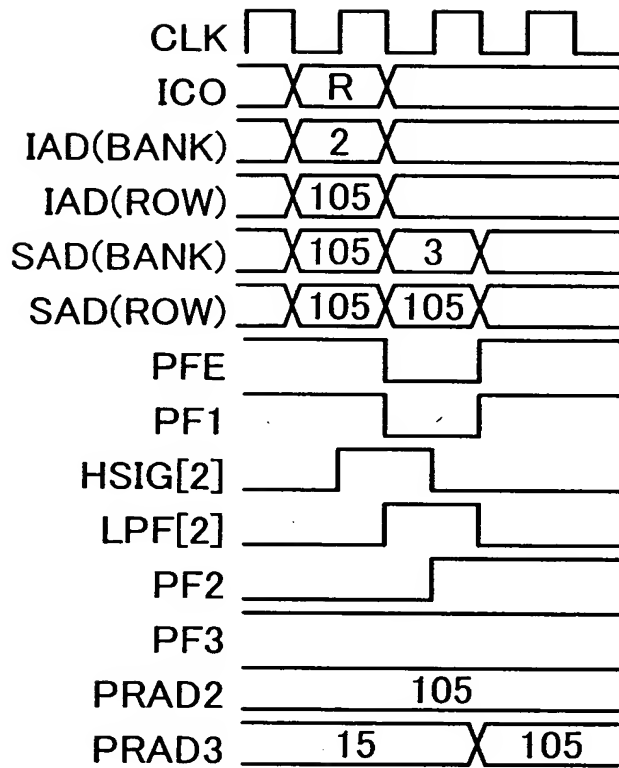 CLK
ICO R
IAD(BANK) 2
IAD(ROW) 105
SAD(BANK) 105 3
SAD(ROW) 105 105
PFE
PF1
HSIG[2]
LPF[2]
PF2
PF3
PRAD2 105
PRAD3 15 105